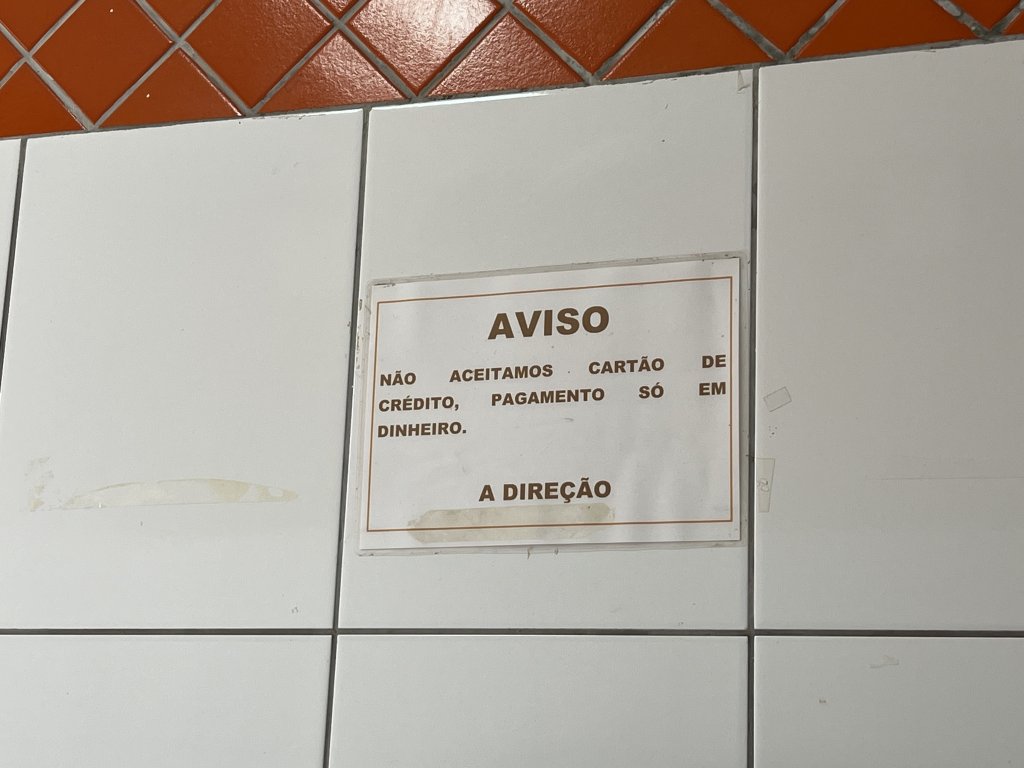 AVISO
NÃO ACEITAMOS CARTÃO DE
CRÉDITO, PAGAMENTO SÓ EM
DINHEIRO.
A DIREÇÃO